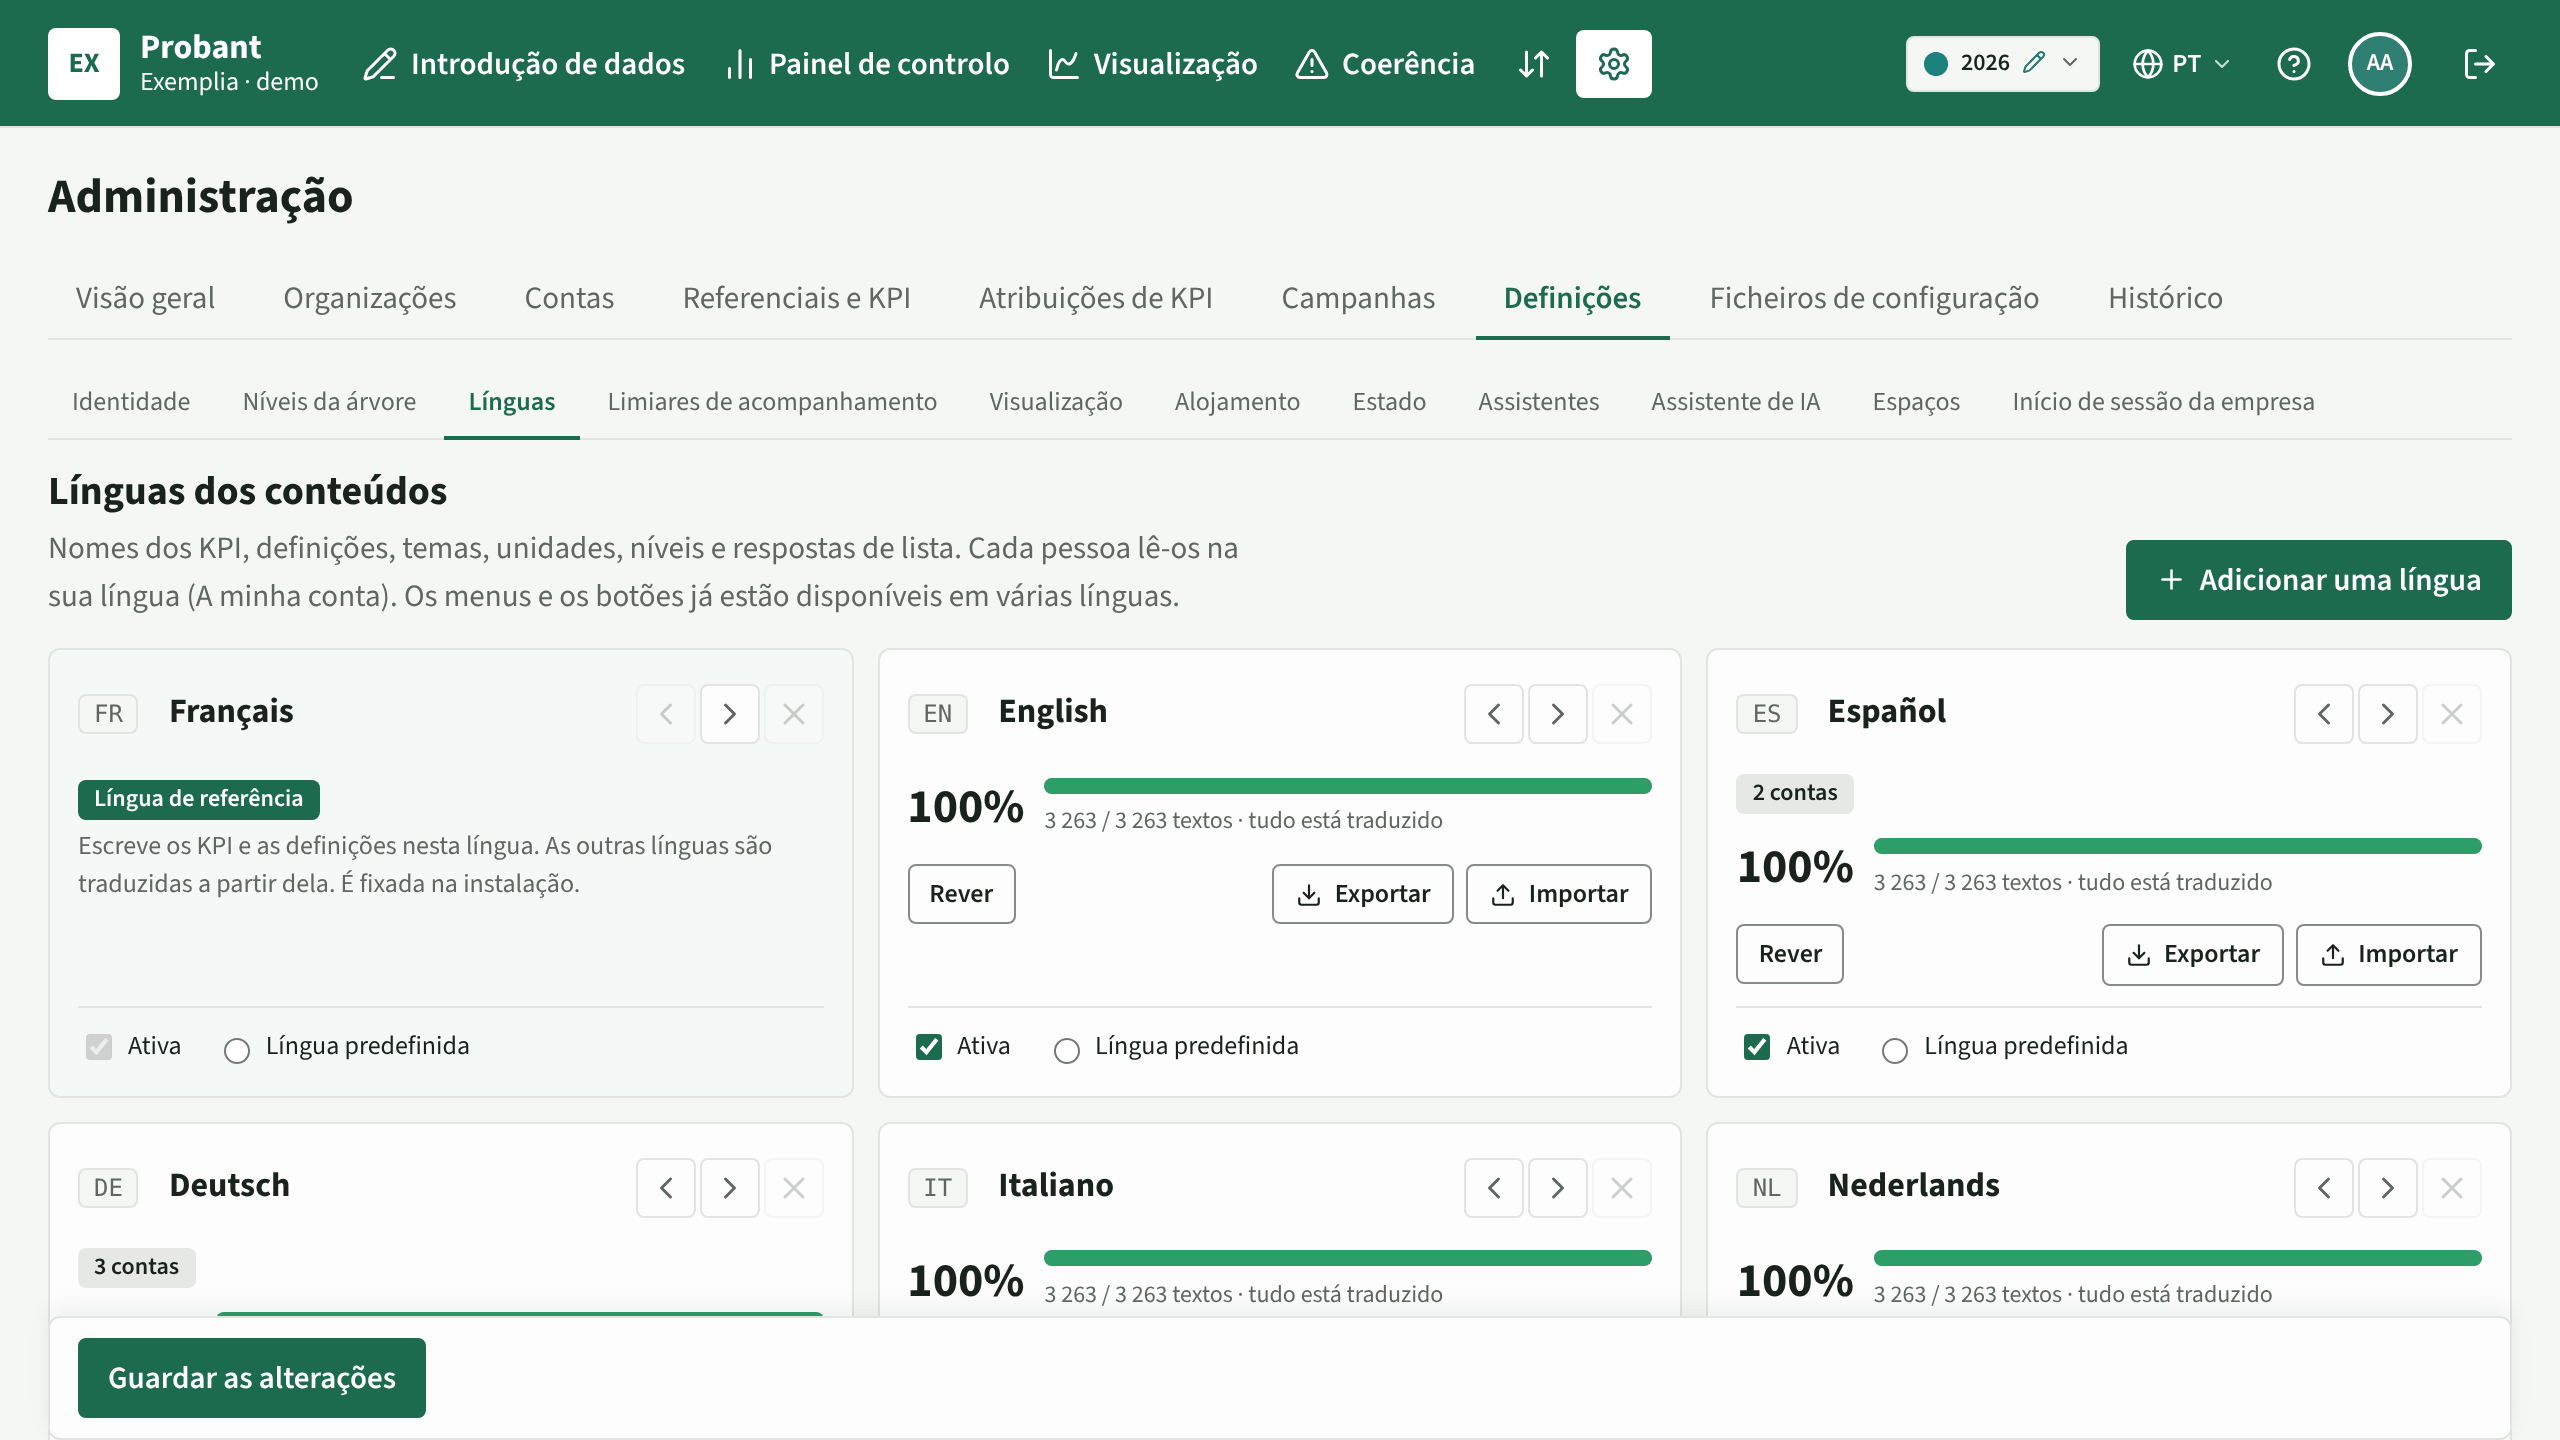 EX
Probant
Exemplia · demo
Introdução de dados
Painel de controlo
Visualização
Coerência
2026
PT
AA
Administração
Visão geral
Organizações
Contas
Referenciais e KPI
Atribuições de KPI
Campanhas
Definições
Ficheiros de configuração
Histórico
Identidade
Níveis da árvore
Línguas
Limiares de acompanhamento
Visualização
Alojamento
Estado
Assistentes
Assistente de IA
Espaços
Início de sessão da empresa
Línguas dos conteúdos
Nomes dos KPI, definições, temas, unidades, níveis e respostas de lista. Cada pessoa lê-os na
sua língua (A minha conta). Os menus e os botões já estão disponíveis em várias línguas.
Adicionar uma língua
FR
Français
Língua de referência
Escreve os KPI e as definições nesta língua. As outras línguas são
traduzidas a partir dela. É fixada na instalação.
Ativa
Língua predefinida
EN
English
100%
3 263 / 3 263 textos · tudo está traduzido
Rever
Exportar
Importar
Ativa
Língua predefinida
ES
Español
2 contas
100%
3 263 / 3 263 textos · tudo está traduzido
Rever
Exportar
Importar
Ativa
Língua predefinida
DE
Deutsch
3 contas
IT
Italiano
100%
3 263 / 3 263 textos · tudo está traduzido
NL
Nederlands
100%
3 263 / 3 263 textos · tudo está traduzido
Guardar as alterações